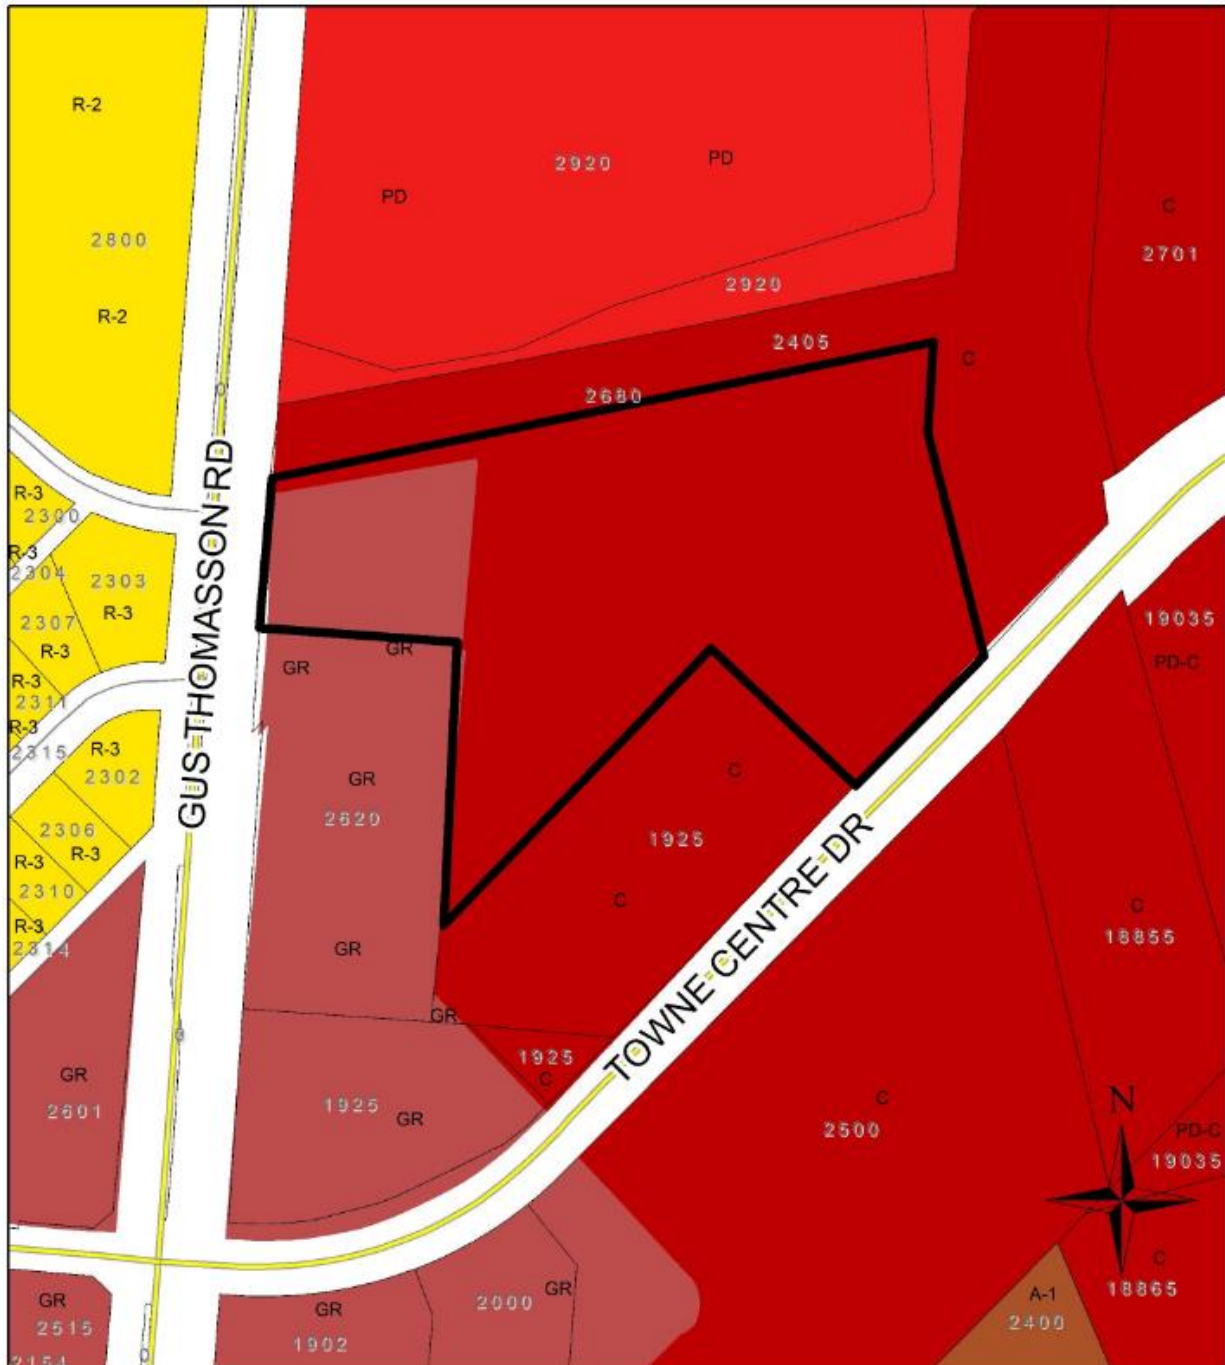 R-2
PD
2920
PD
C
2800
2701
R-2
2920
2405
C
2680
R-3
2300
R-3
2304
2303
R-3
2307
R-3
R-3
2311
R-3
2315
R-3
2302
2306
R-3
R-3
2310
R-3
2314
GUS THOMASSON RD
GR
GR
GR
2620
GR
GR
C
1925
C
TOWNE CENTRE DR
19035
PD-C
C
18855
1925
C
GR
2601
1925
GR
C
2500
N
PD-C
19035
C
18865
A-1
2400
GR
2515
2154
GR
1902
2000
GR